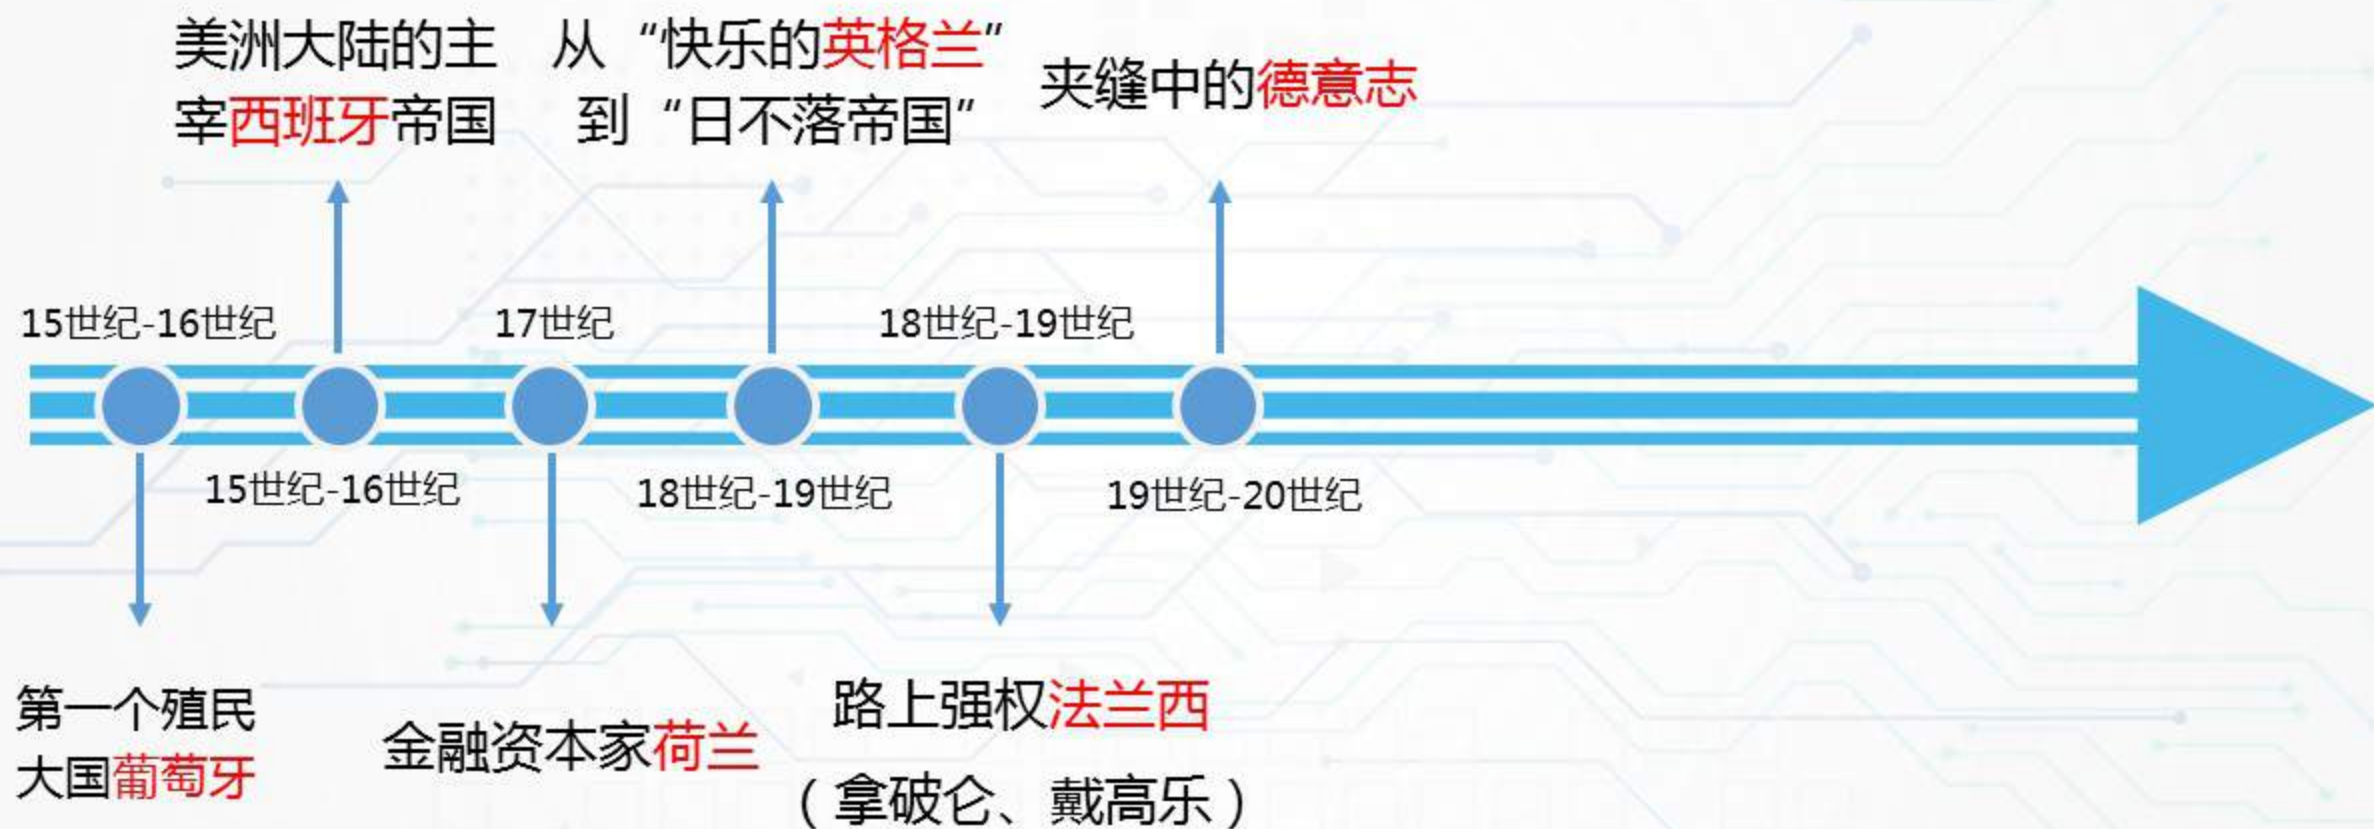 美洲大陆的主
宰西班牙帝国
从“快乐的英格兰”
到“日不落帝国”
夹缝中的德意志
15世纪-16世纪
17世纪
18世纪-19世纪
15世纪-16世纪
18世纪-19世纪
19世纪-20世纪
第一个殖民
大国葡萄牙
金融资本家荷兰
路上强权法兰西
（拿破仑、戴高乐）